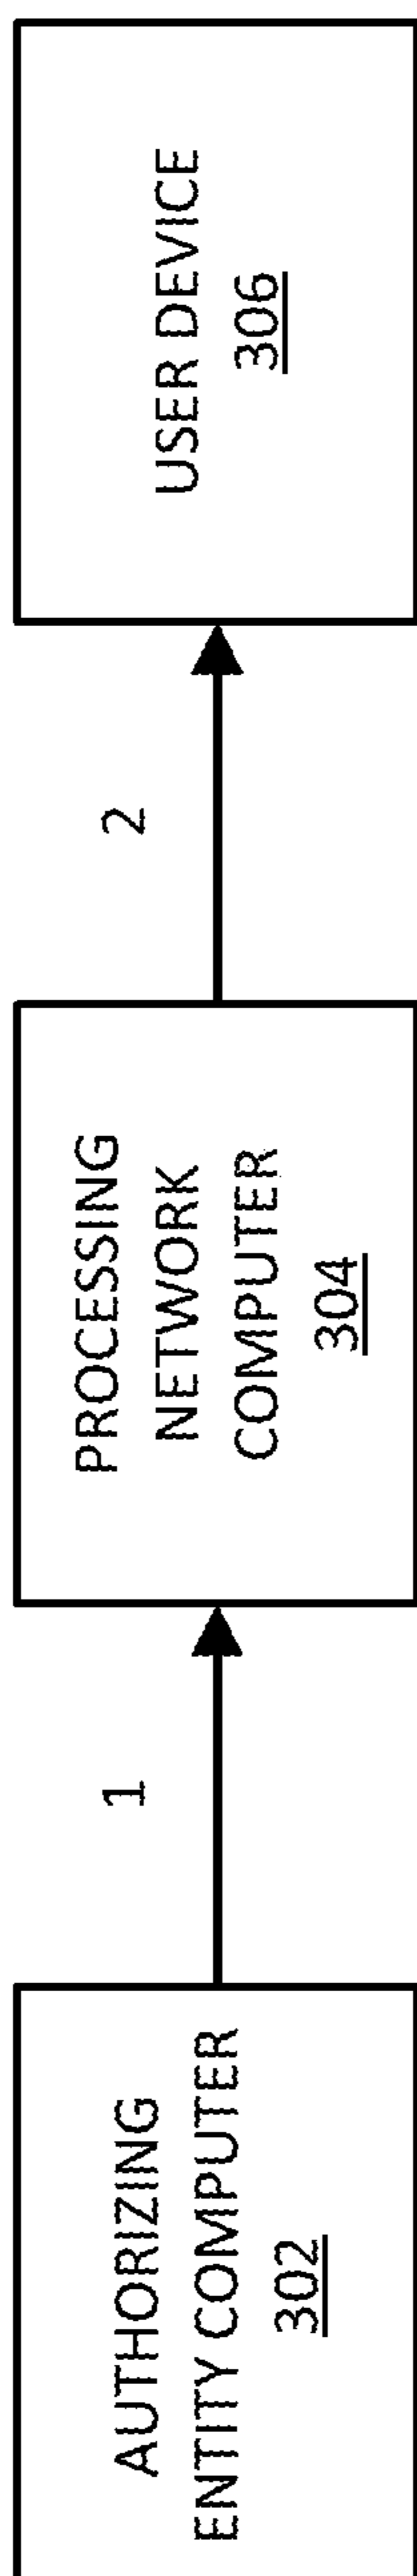 AUTHORIZING
ENTITY COMPUTER
302
1
PROCESSING
NETWORK
COMPUTER
304
2
USER DEVICE
306